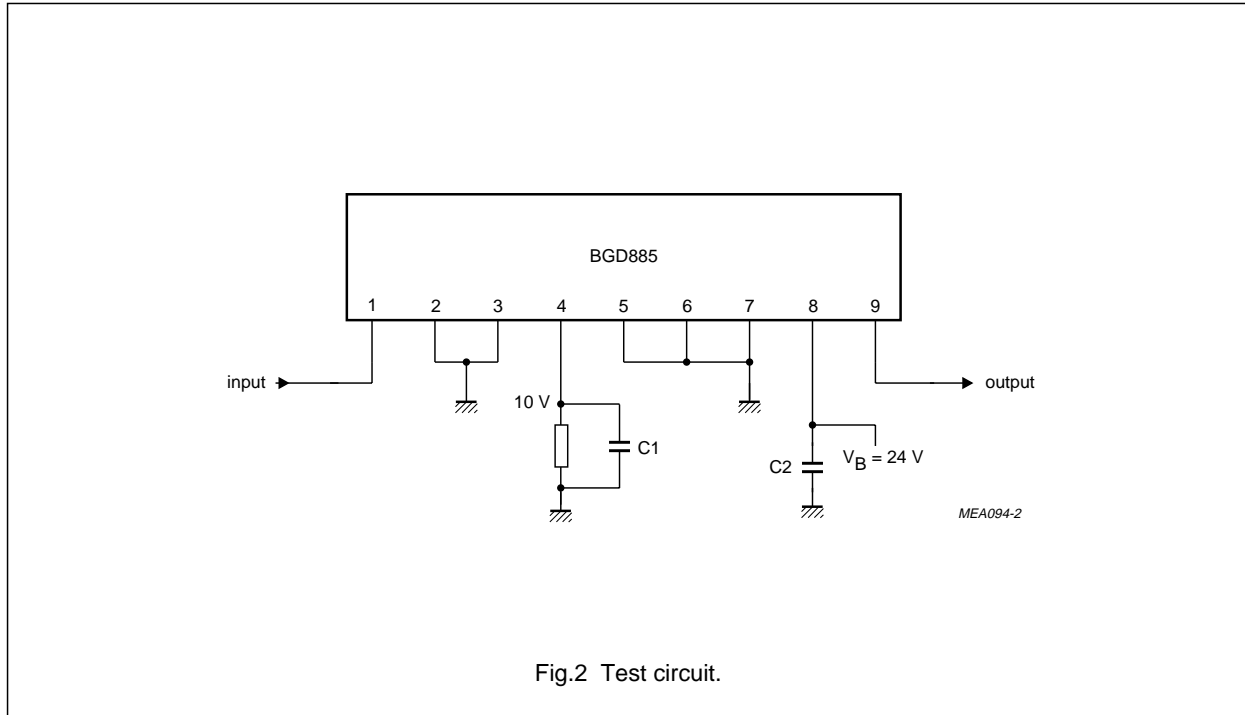 BGD885
1 2 3 4 5 6 7 8 9
input
output
10 V
C1
C2
V_B = 24 V
MEA094-2
Fig.2 Test circuit.